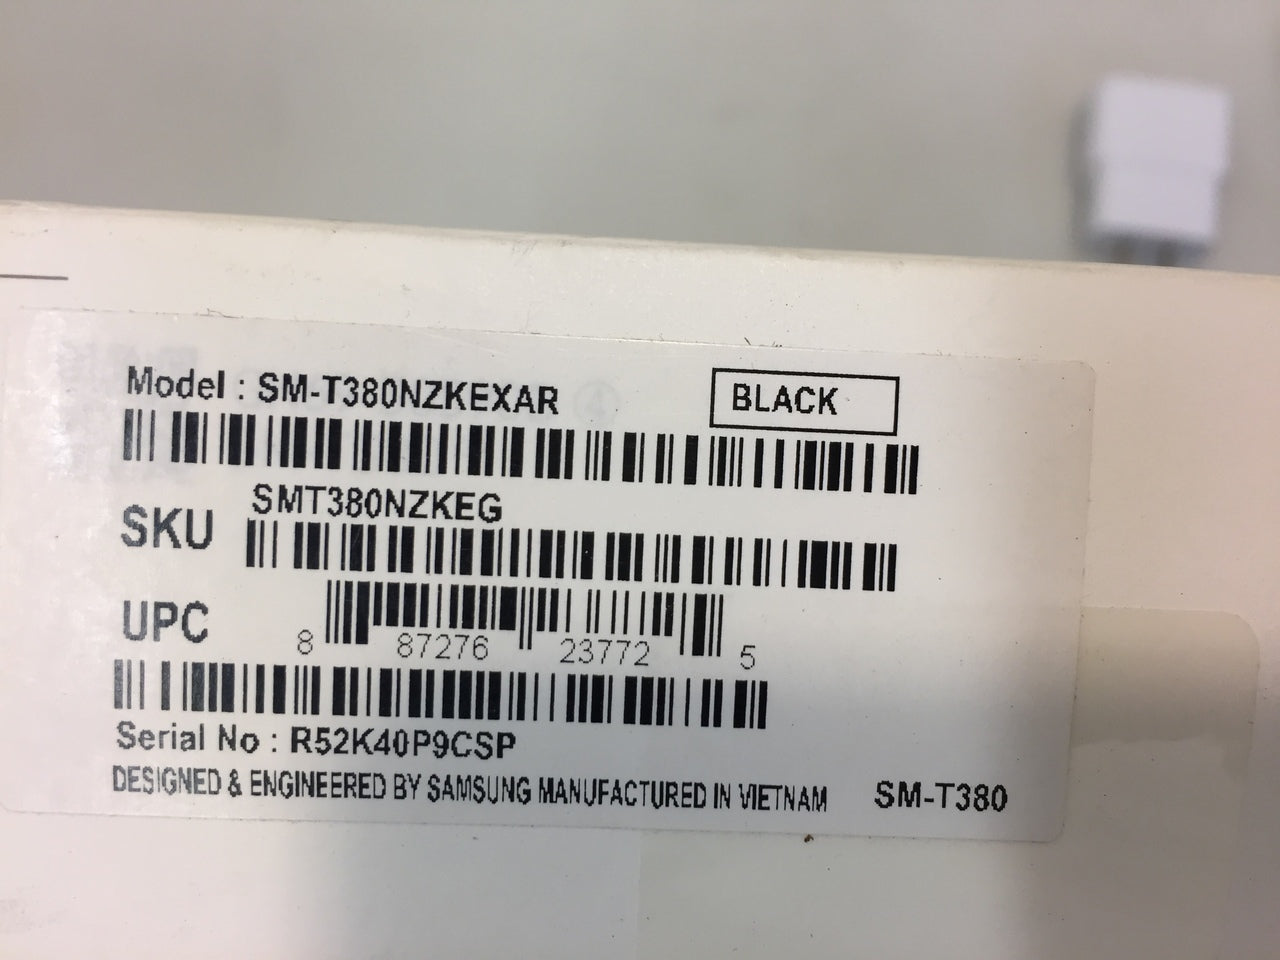 Model : SM-T380NZKEXAR BLACK
SMT380NZKEG
SKU
UPC
8 87276 23772 5
Serial No : R52K40P9CSP
DESIGNED & ENGINEERED BY SAMSUNG MANUFACTURED IN VIETNAM SM-T380